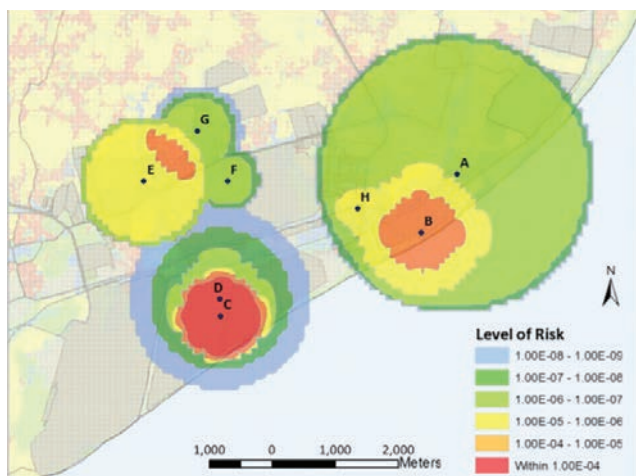 G
E
F
A
H
B
D
C
N
Level of Risk
1.00E-08 - 1.00E-09
1.00E-07 - 1.00E-08
1.00E-06 - 1.00E-07
1.00E-05 - 1.00E-06
1.00E-04 - 1.00E-05
Within 1.00E-04
1,000 0 1,000 2,000
Meters